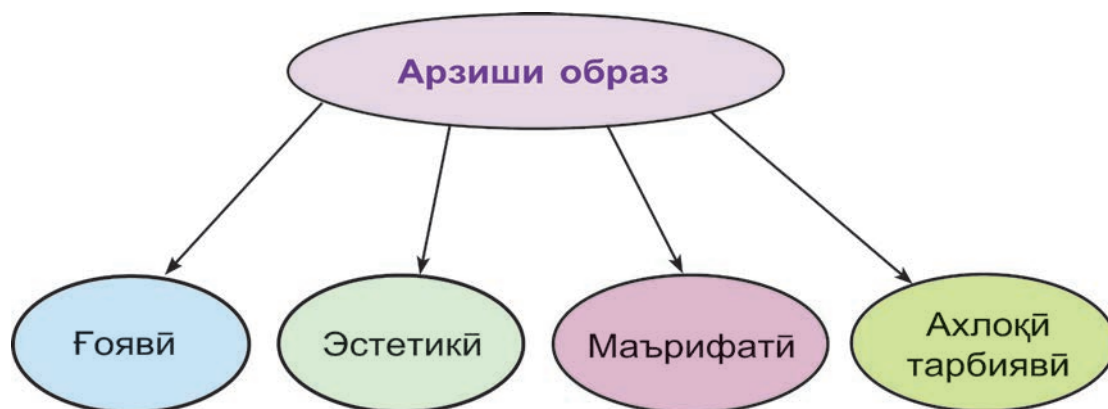 Арзиши образ
Ғоявӣ
Эстетикӣ
Маърифатӣ
Ахлоқӣ
тарбиявӣ